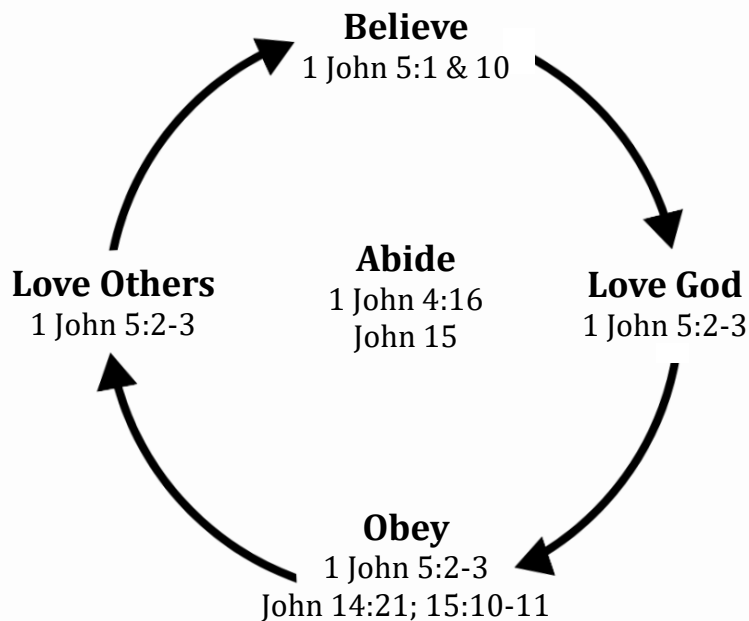 Believe
1 John 5:1 & 10
Love God
1 John 5:2-3
Obey
1 John 5:2-3
John 14:21; 15:10-11
Love Others
1 John 5:2-3
Abide
1 John 4:16
John 15